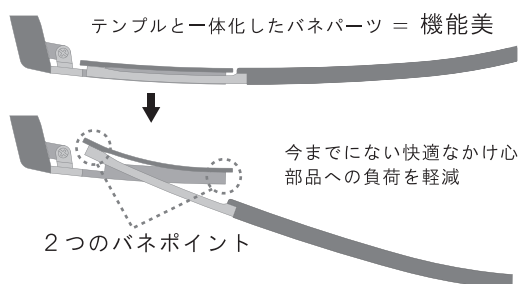 テンプルと一体化したバネパーツ = 機能美
今までにない快適なかけ心
部品への負荷を軽減
2つのバネポイント